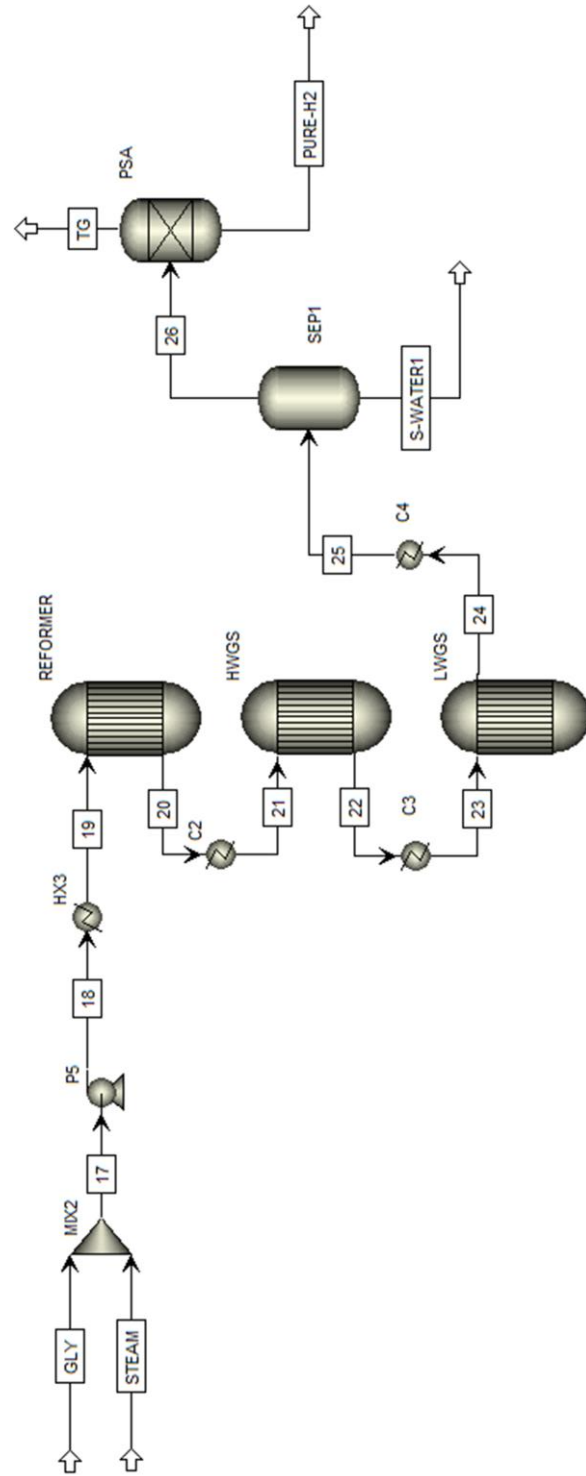 GLY
STEAM
MIX2
17
P5
18
HX3
19
REFORMER
20
C2
21
HWGS
22
C3
23
LWGS
24
C4
25
SEP1
S-WATER1
26
PSA
TG
PURE-H2